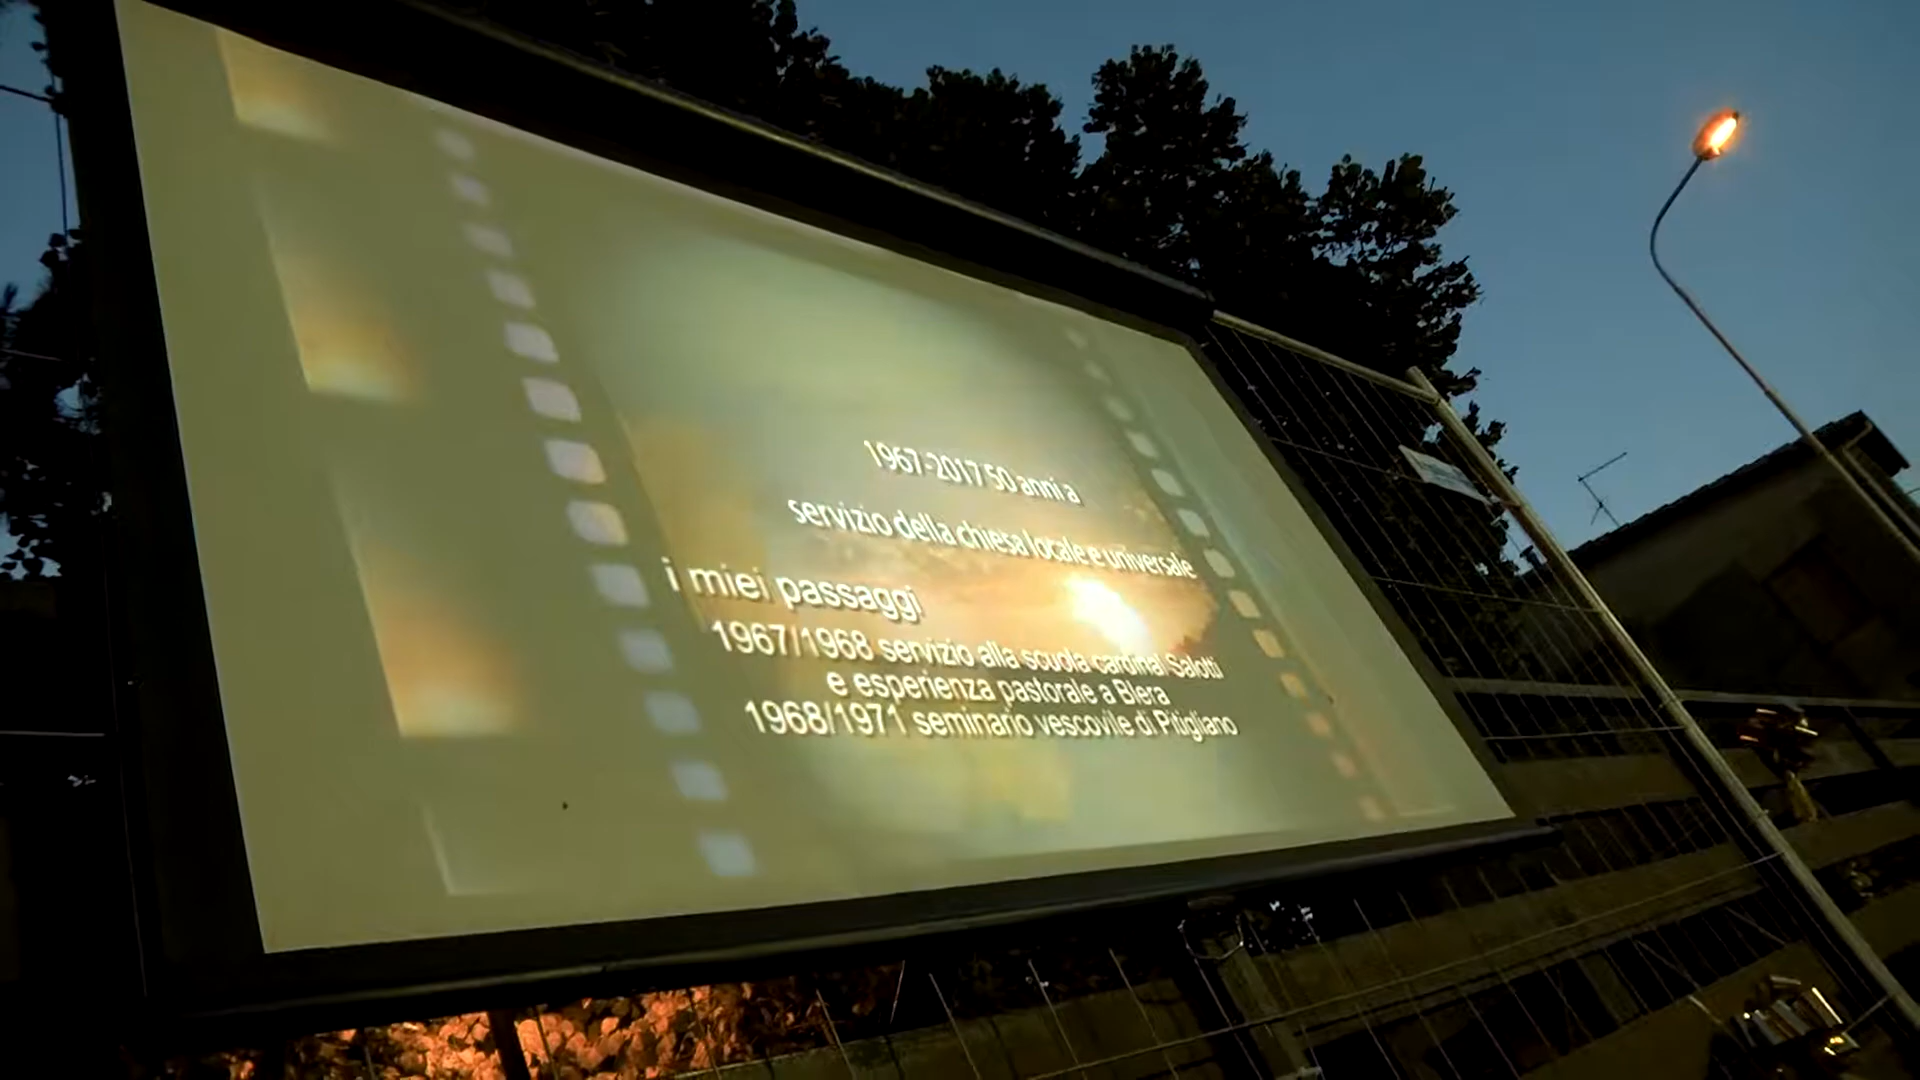 1967-2017 50 anni a
servizio della chiesa locale e universale
i miei passaggi
1967/1968 servizio alla scuola cardinal Salotti
e esperienza pastorale a Blera
1968/1971 seminario vescovile di Pitigliano